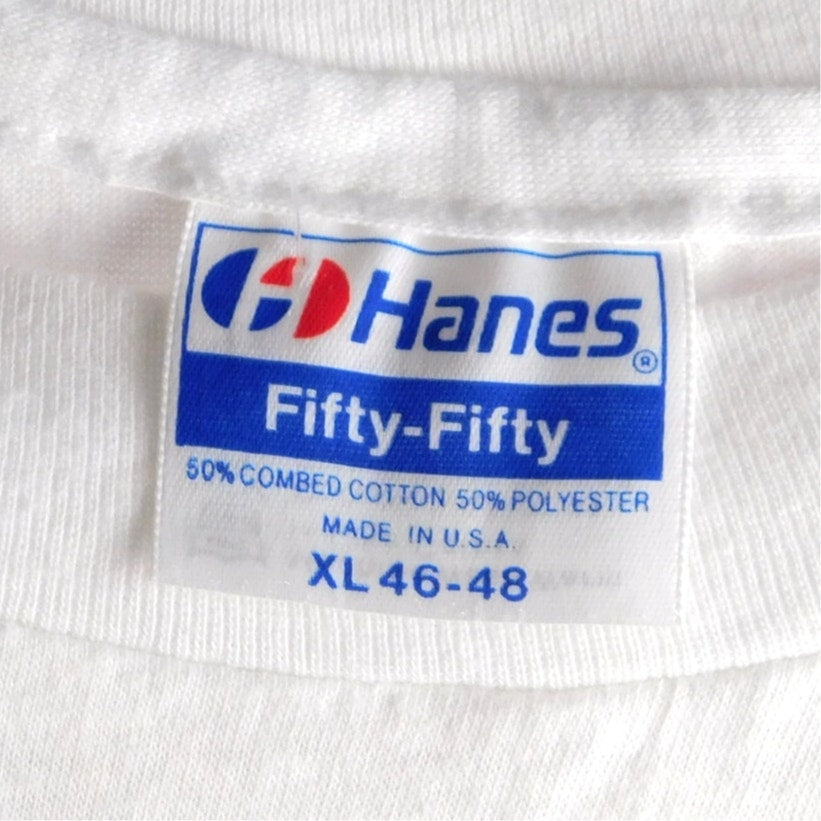 Hanes®
Fifty-Fifty
50% COMBED COTTON 50% POLYESTER
MADE IN U.S.A.
XL 46-48